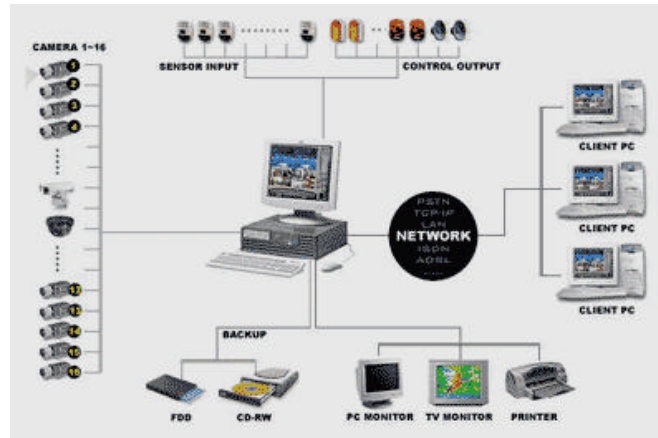 CAMERA 1~16
SENSOR INPUT
CONTROL OUTPUT
1
2
3
4
13
14
15
16
PSTN
TCP-IP
LAN
NETWORK
ISDN
ADSL
CLIENT PC
CLIENT PC
CLIENT PC
BACKUP
FDD
CD-RW
PC MONITOR
TV MONITOR
PRINTER